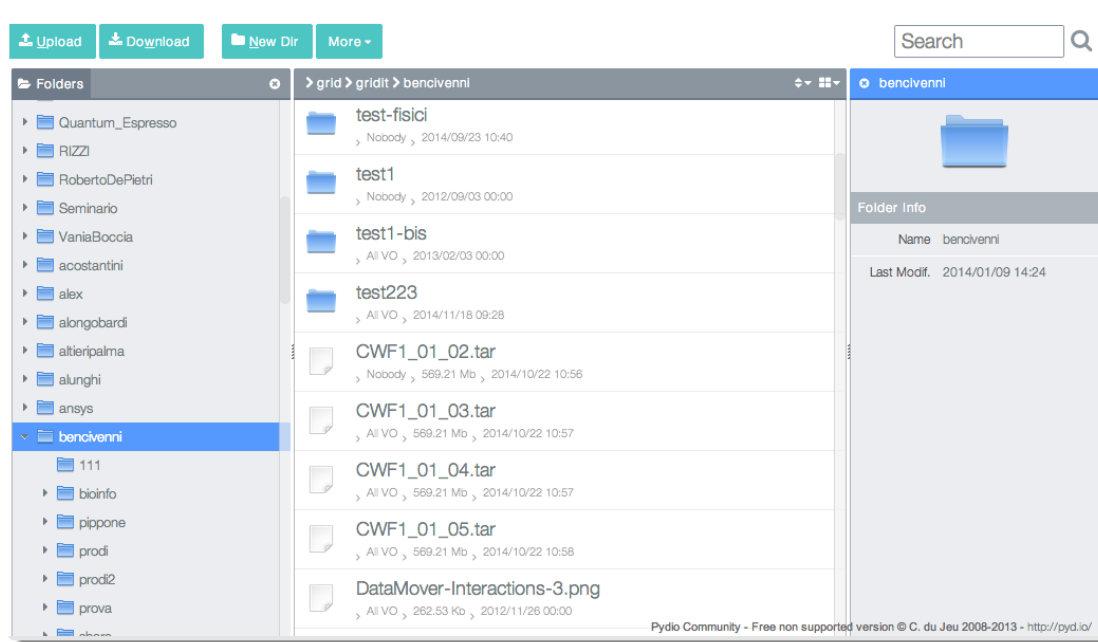 Upload Download New Dir More Search
Folders
Quantum_Espresso
RIZZI
RobertoDePietri
Seminario
VaniaBoccia
acostantini
alex
alongobardi
altieripalma
alunghi
ansys
bencivenni
111
bioinfo
pippone
prodi
prodi2
prova
grid gridit bencivenni
test-fisici
Nobody 2014/09/23 10:40
test1
Nobody 2012/09/03 00:00
test1-bis
All VO 2013/02/03 00:00
test223
All VO 2014/11/18 09:28
CWF1_01_02.tar
Nobody 569.21 Mb 2014/10/22 10:56
CWF1_01_03.tar
All VO 569.21 Mb 2014/10/22 10:57
CWF1_01_04.tar
All VO 569.21 Mb 2014/10/22 10:57
CWF1_01_05.tar
All VO 569.21 Mb 2014/10/22 10:58
DataMover-Interactions-3.png
All VO 262.53 Kb 2012/11/26 00:00
bencivenni
Folder Info
Name bencivenni
Last Modif. 2014/01/09 14:24
Pydio Community - Free non supported version © C. du Jeu 2008-2013 - http://pyd.io/